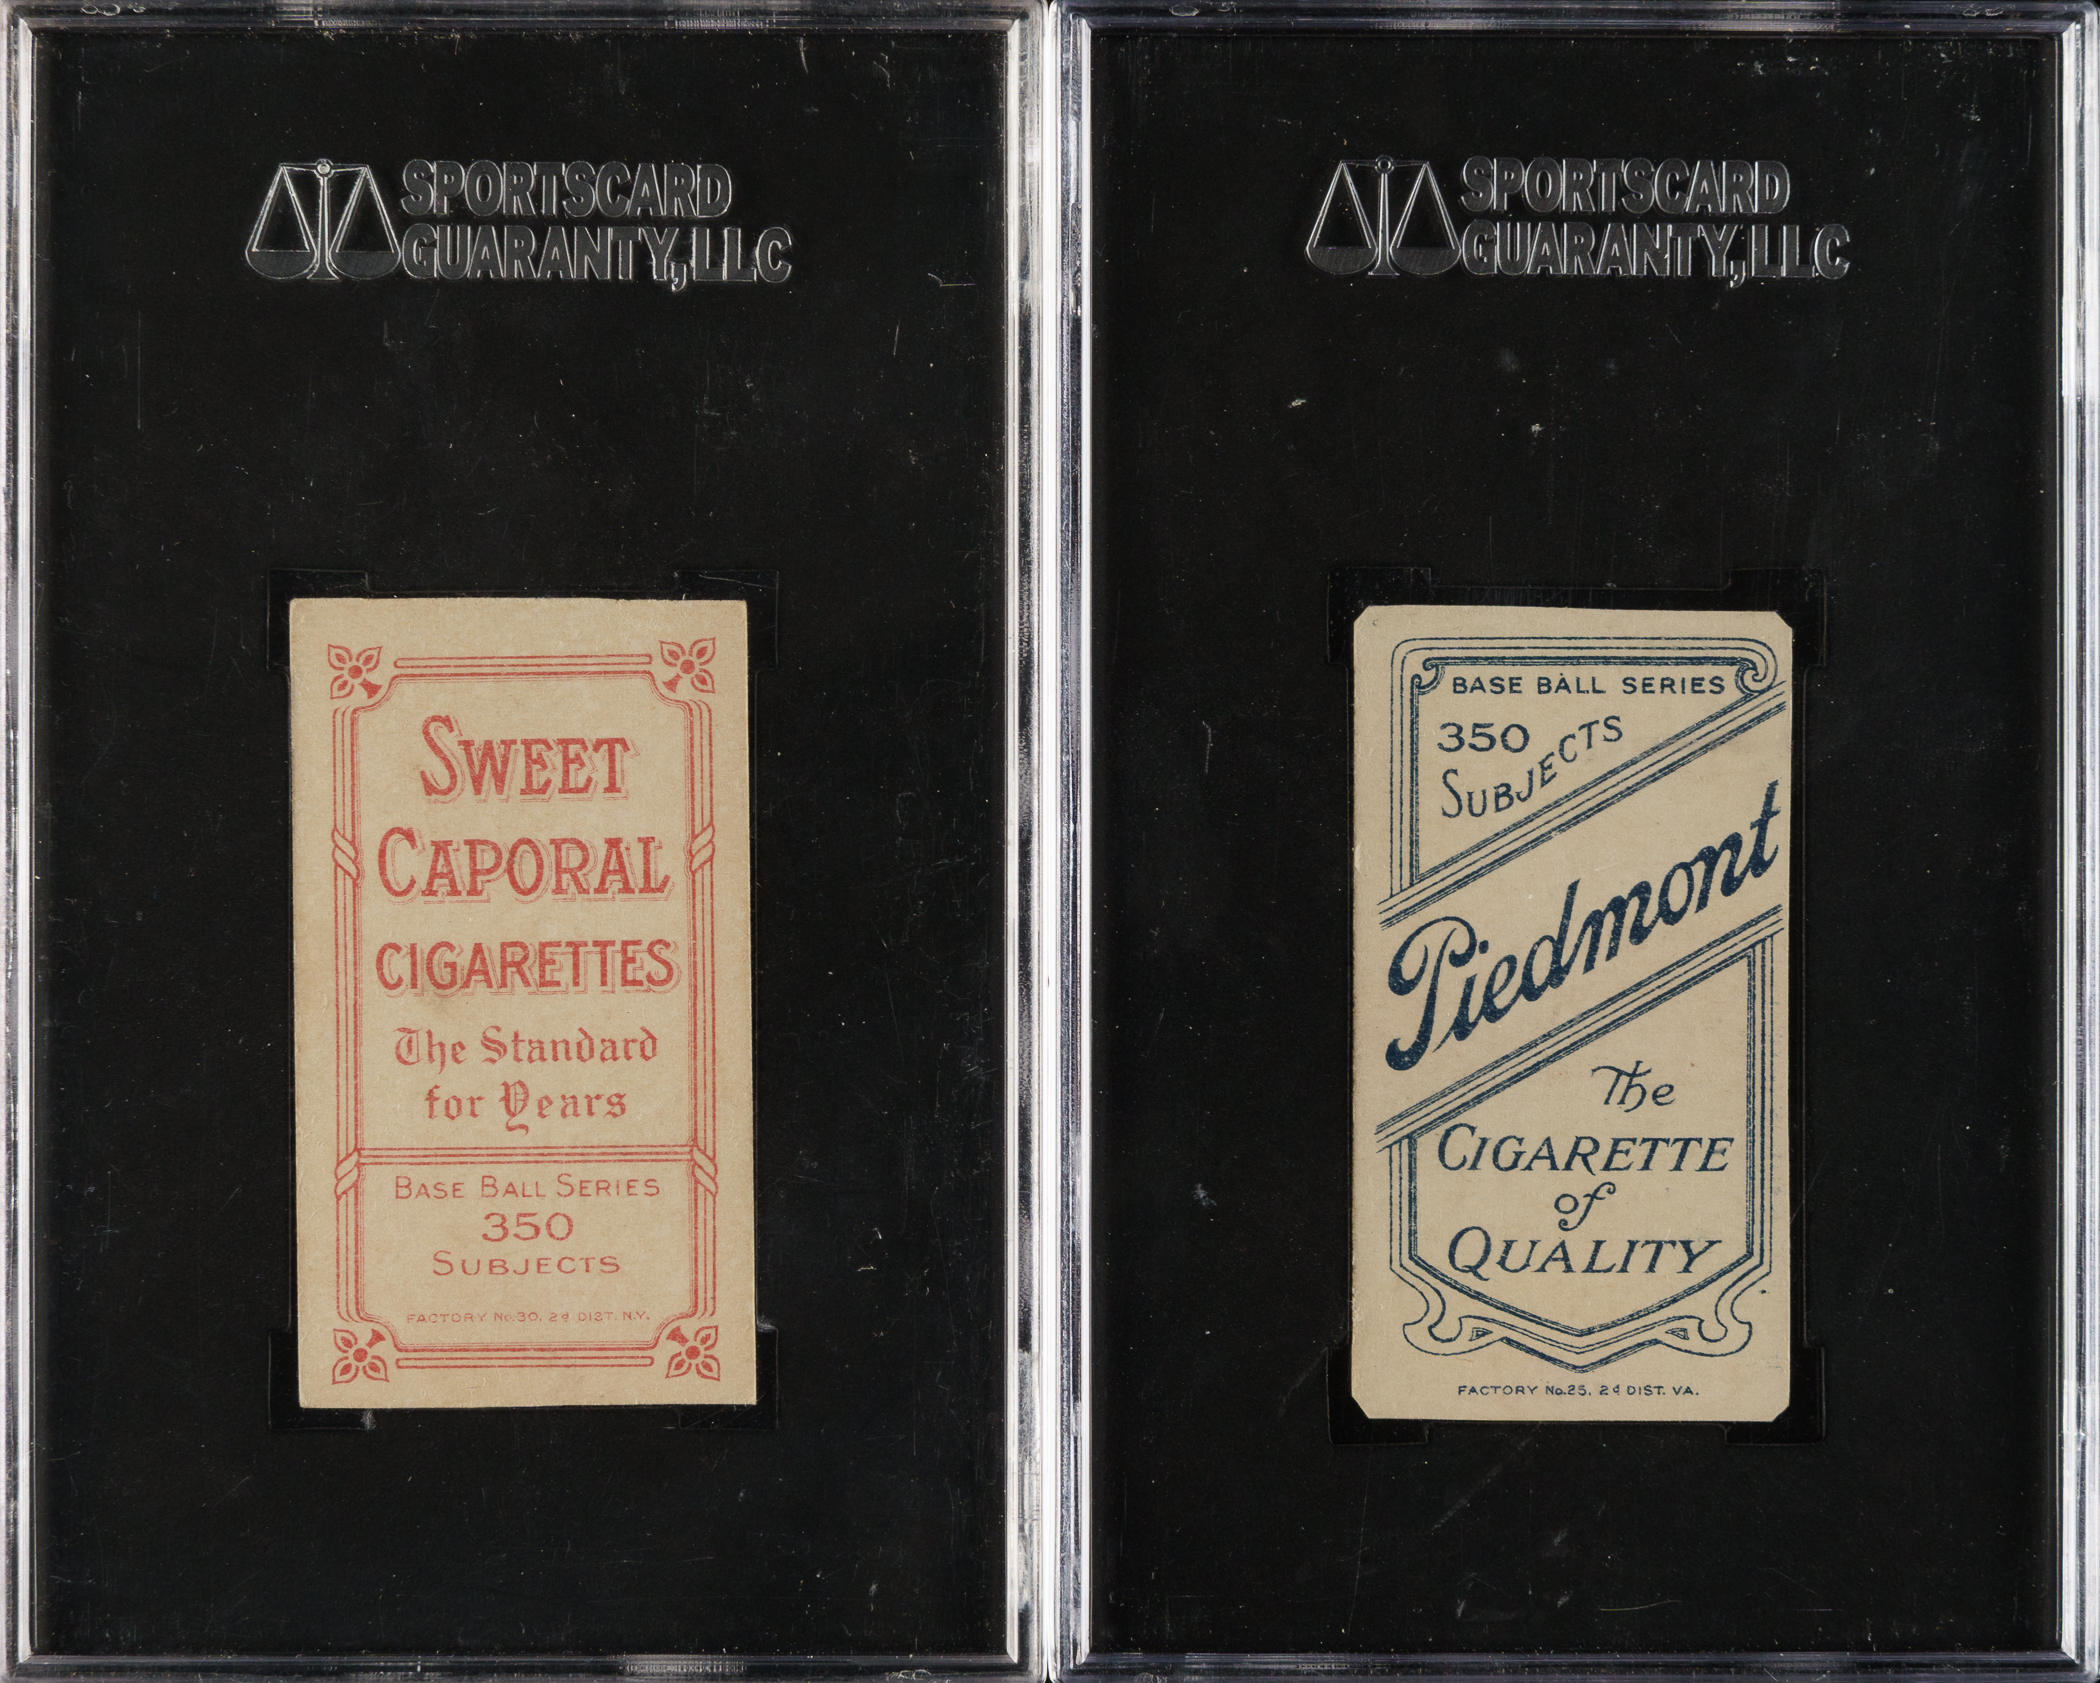 SPORTSCARD
GUARANTY, LLC
SWEET
CAPORAL
CIGARETTES
The Standard
for Years
BASE BALL SERIES
350
SUBJECTS
FACTORY No. 30, 2d DIST. N.Y.
SPORTSCARD
GUARANTY, LLC
BASE BALL SERIES
350
SUBJECTS
Piedmont
The
CIGARETTE
of
QUALITY
FACTORY No. 25, 2d DIST. VA.